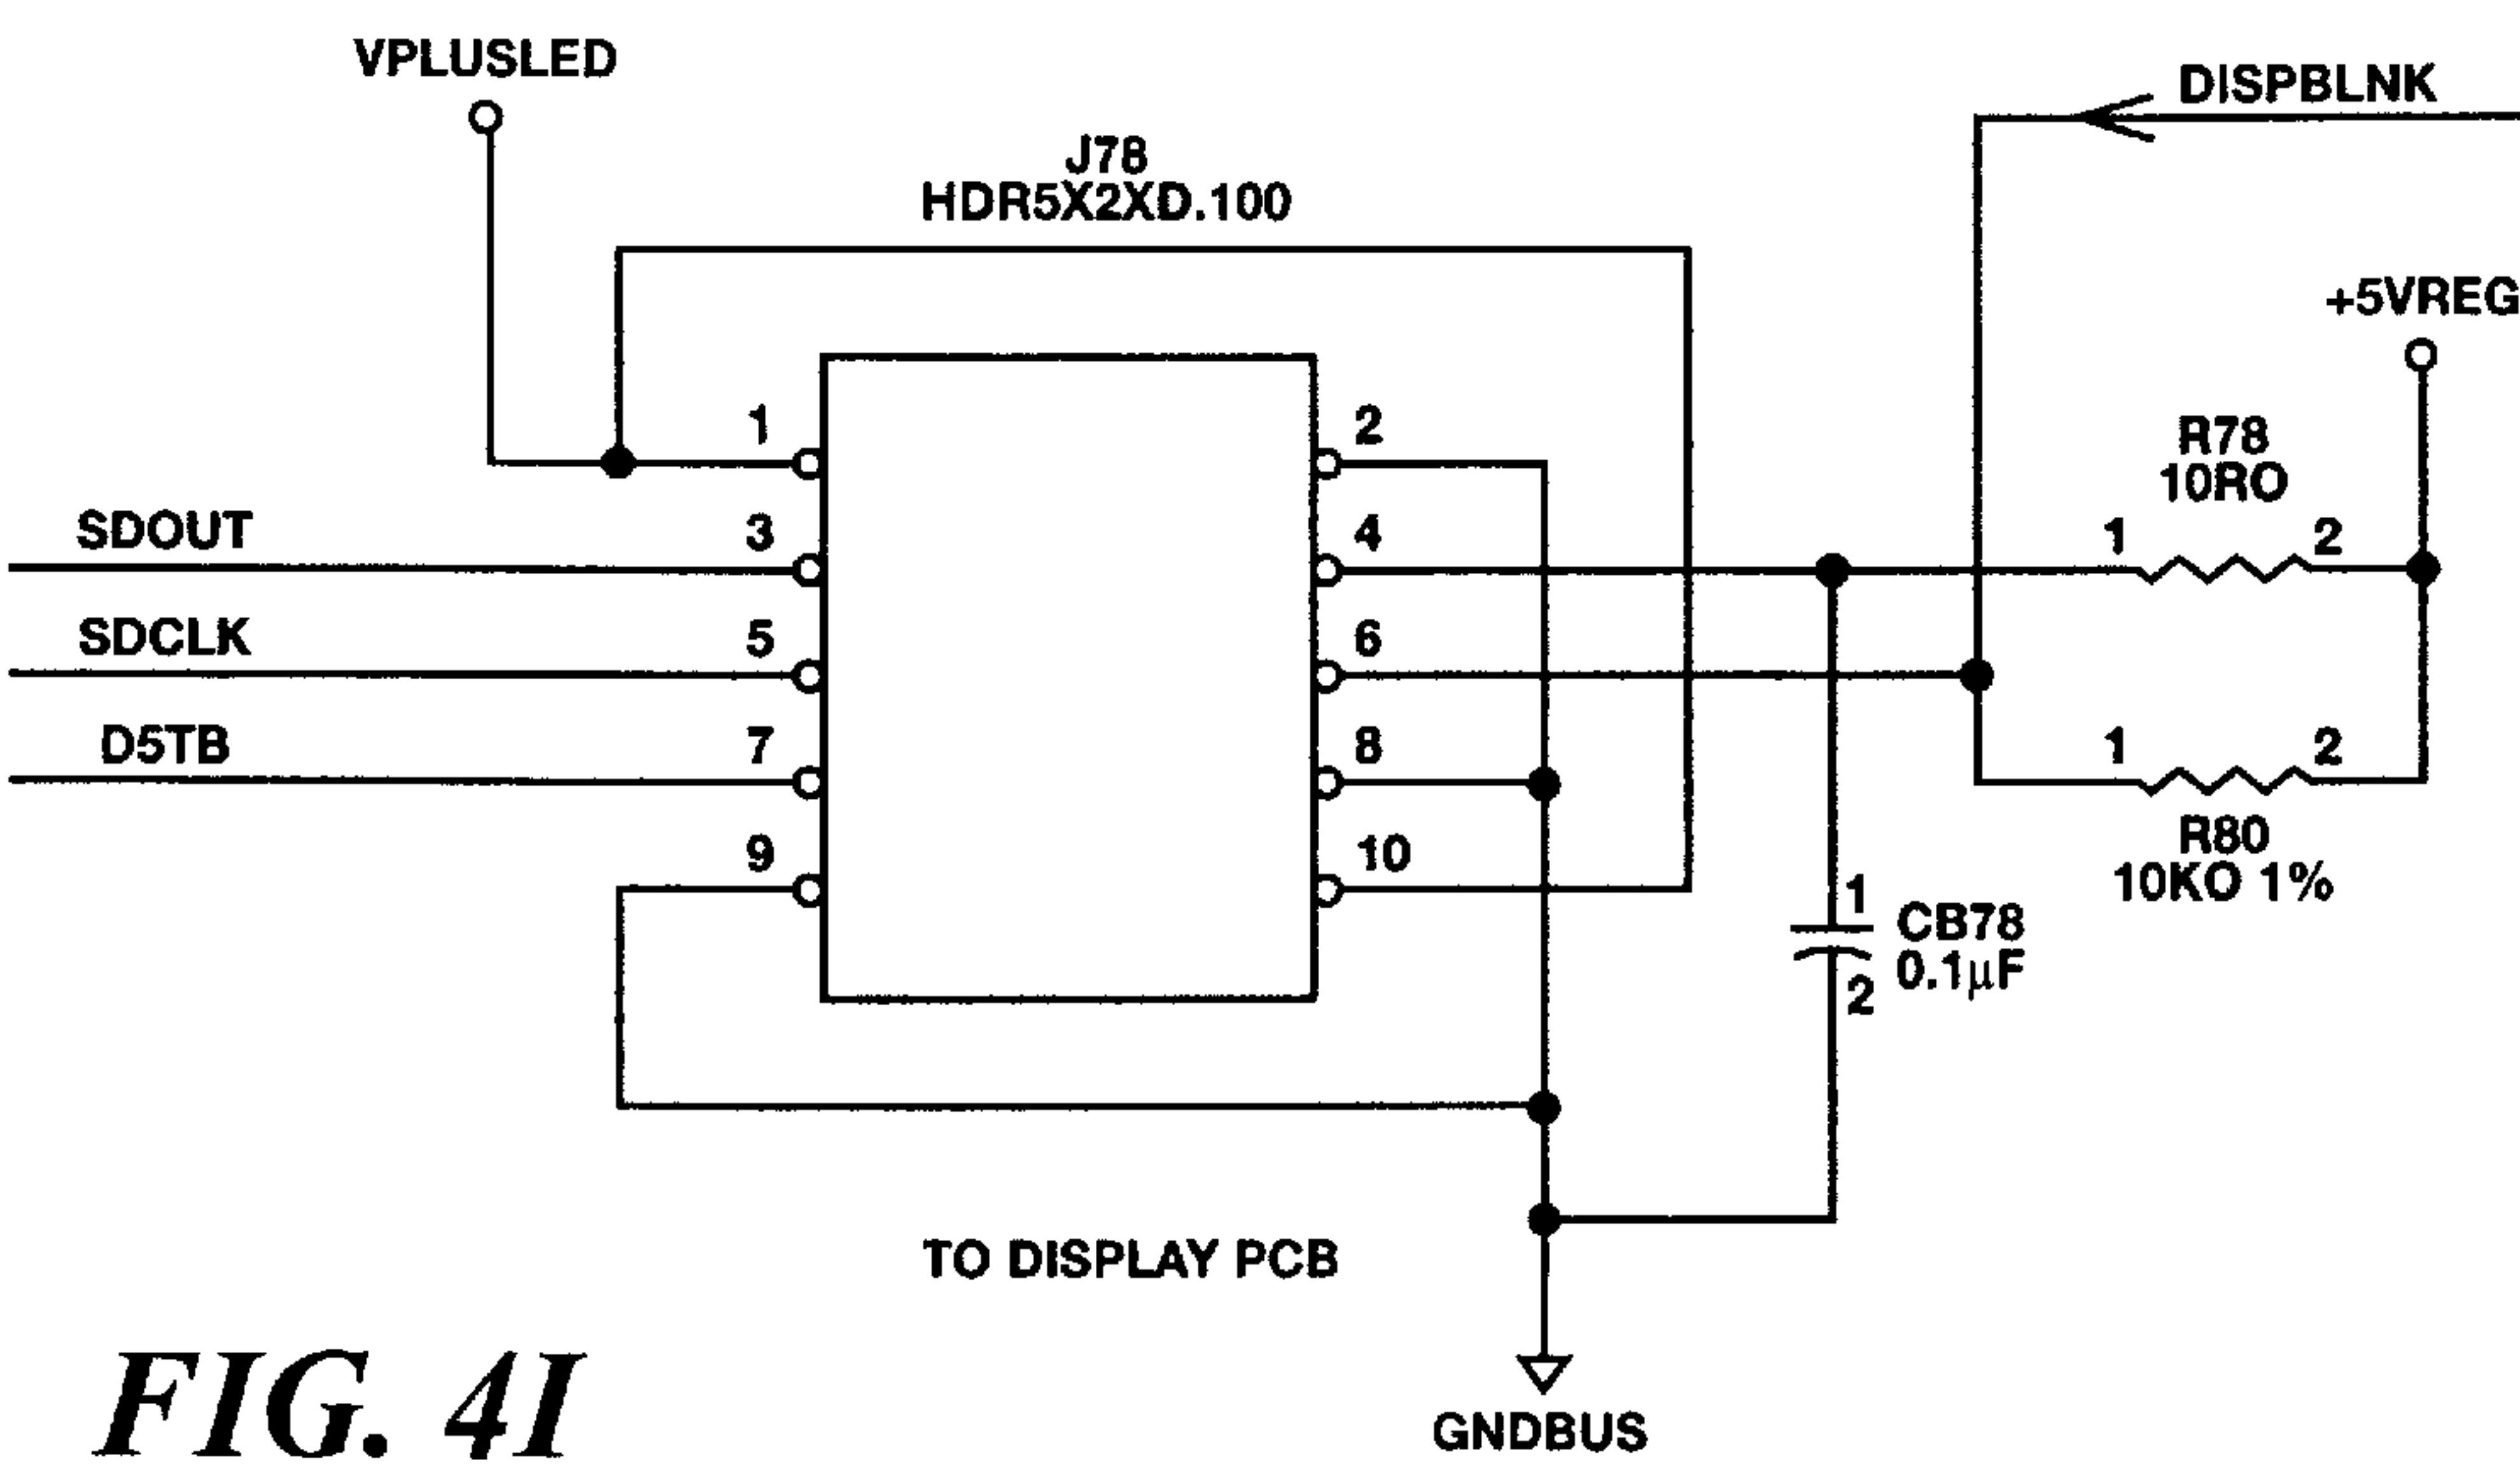 VPLUSLED
DISPBLNK
J78
HDR5X2XD.100
+5VREG
1
2
R78
10RO
SDOUT
3
4
1
2
SDCLK
5
6
D5TB
7
8
1
2
R80
10KO 1%
9
10
1
CB78
0.1μF
2
TO DISPLAY PCB
FIG. 4I
GNDBUS